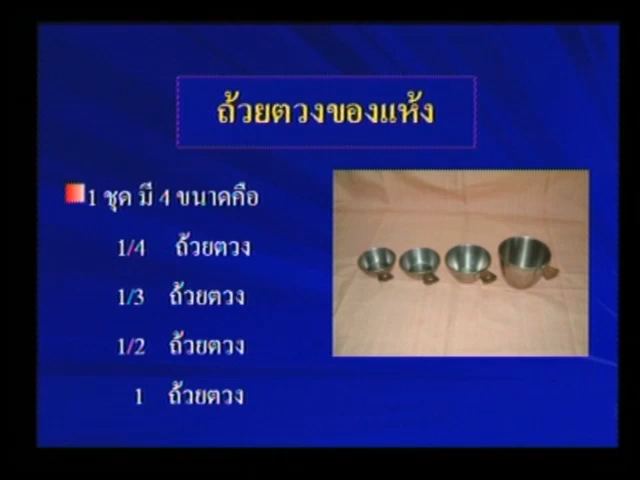 ถ้วยตวงของแห้ง
1 ชุด มี 4 ขนาดคือ
1/4 ถ้วยตวง
1/3 ถ้วยตวง
1/2 ถ้วยตวง
1 ถ้วยตวง